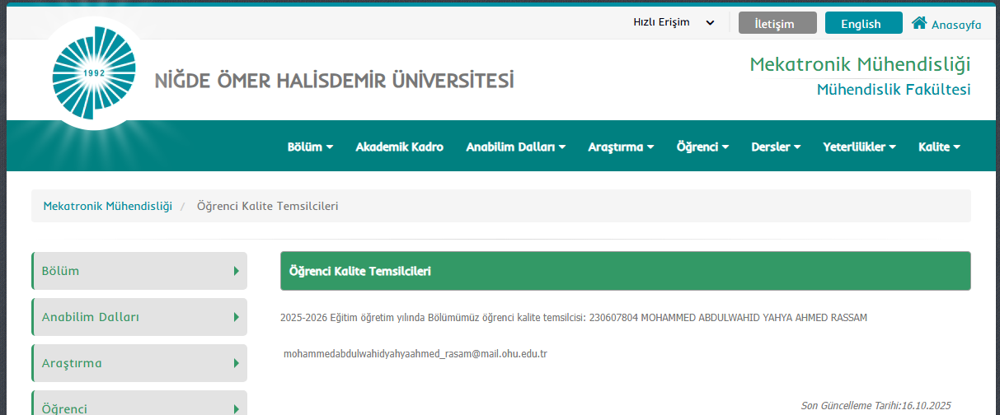 Hızlı Erişim
İletişim
English
Anasayfa
1992
NİĞDE ÖMER HALİSDEMİR ÜNİVERSİTESİ
Mekatronik Mühendisliği
Mühendislik Fakültesi
Bölüm Akademik Kadro Anabilim Dalları Araştırma Öğrenci Dersler Yeterlilikler Kalite
Mekatronik Mühendisliği / Öğrenci Kalite Temsilcileri
Bölüm
Anabilim Dalları
Araştırma
Öğrenci
Öğrenci Kalite Temsilcileri
2025-2026 Eğitim öğretim yılında Bölümümüz öğrenci kalite temsilcisi: 230607804 MOHAMMED ABDULWAHID YAHYA AHMED RASSAM
mohammedabdulwahidyahyaahmed_rasam@mail.ohu.edu.tr
Son Güncelleme Tarihi:16.10.2025